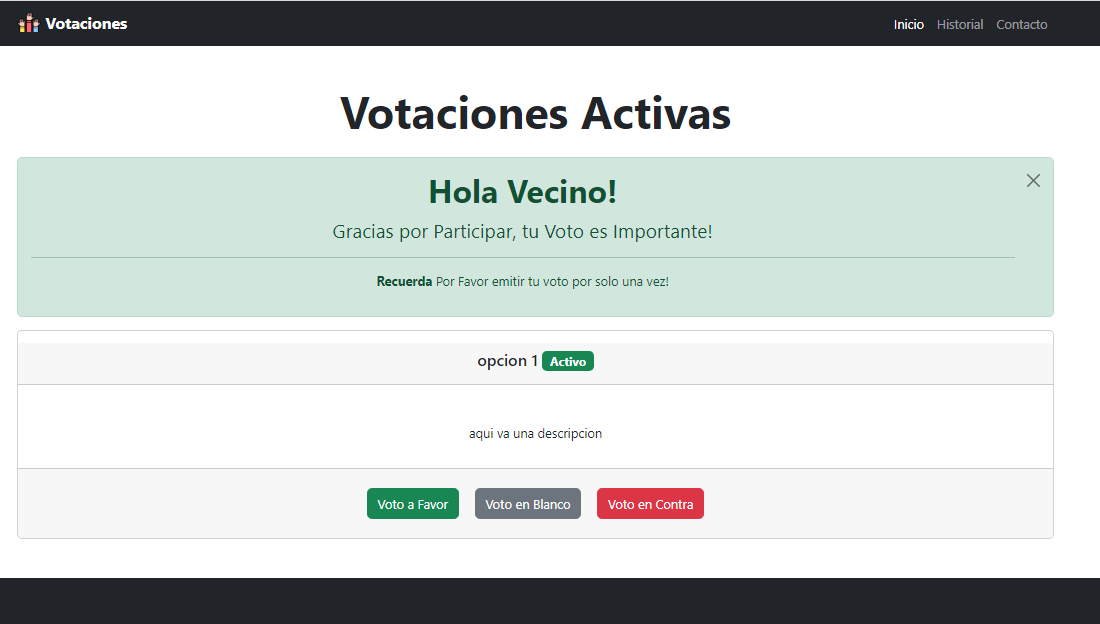 Votaciones
Inicio Historial Contacto
Votaciones Activas
Hola Vecino!
Gracias por Participar, tu Voto es Importante!
Recuerda Por Favor emitir tu voto por solo una vez!
opcion 1 Activo
aqui va una descripcion
Voto a Favor Voto en Blanco Voto en Contra